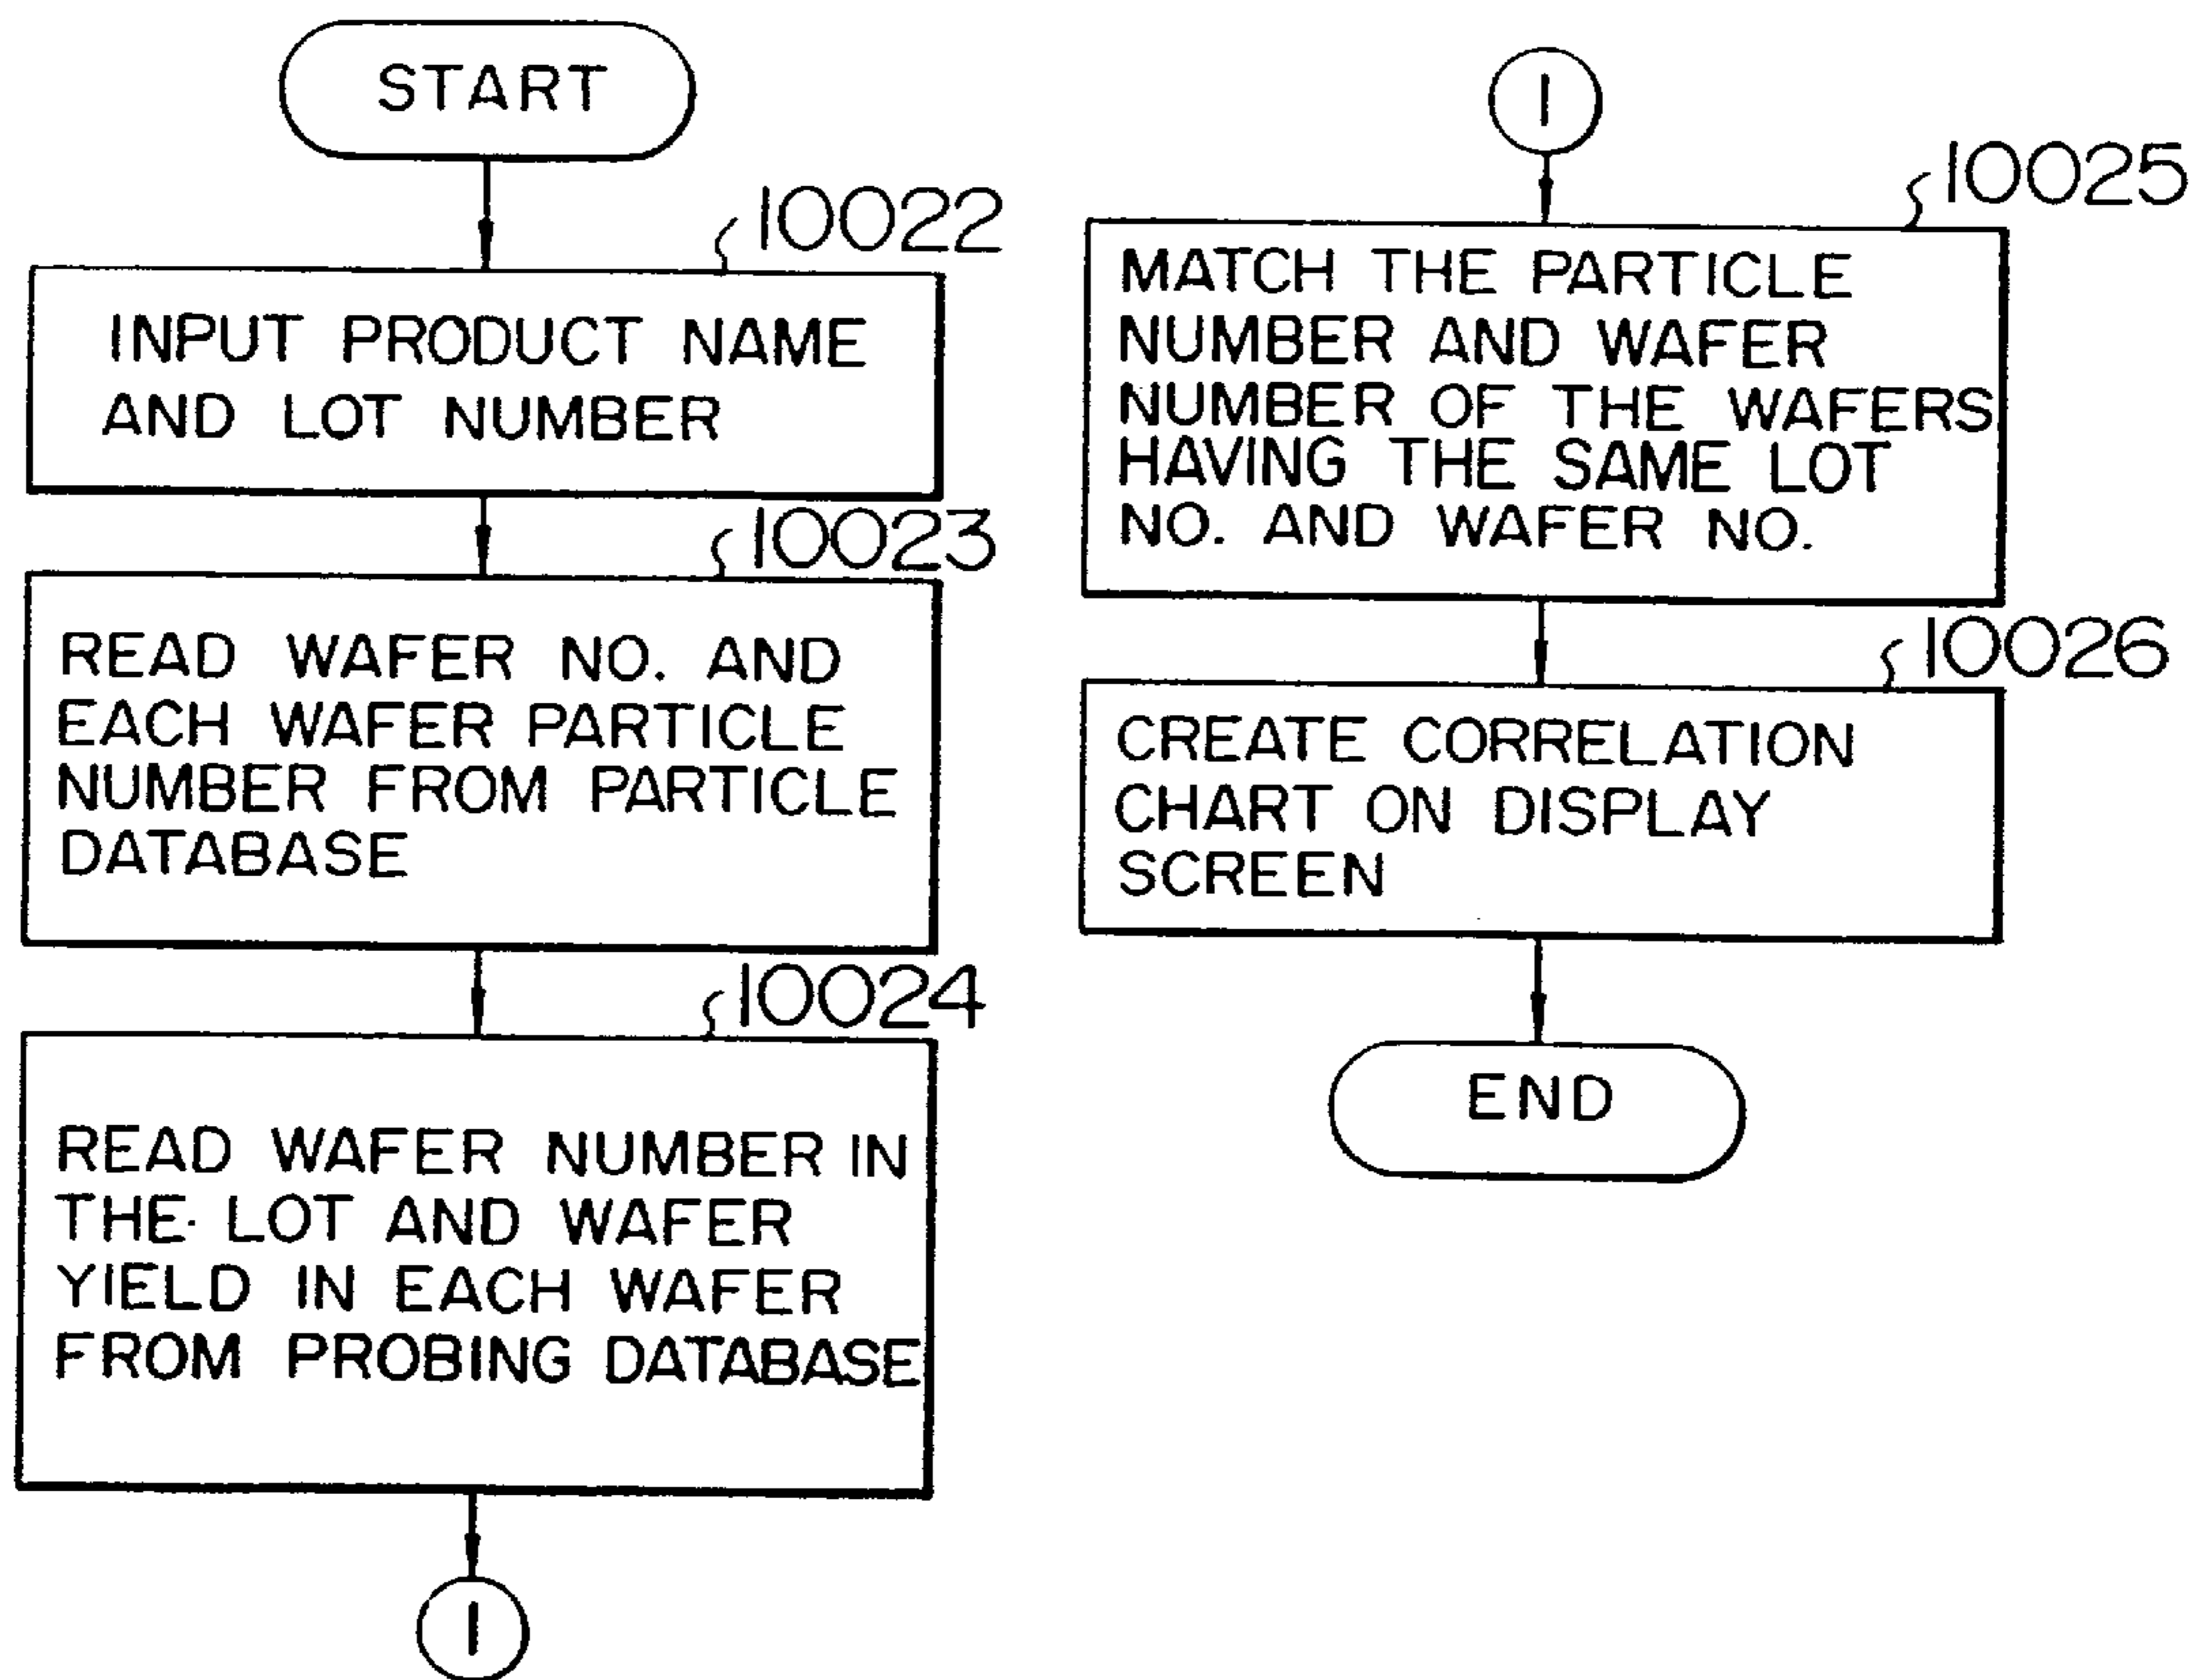 START
10022
INPUT PRODUCT NAME
AND LOT NUMBER
10023
READ WAFER NO. AND
EACH WAFER PARTICLE
NUMBER FROM PARTICLE
DATABASE
10024
READ WAFER NUMBER IN
THE LOT AND WAFER
YIELD IN EACH WAFER
FROM PROBING DATABASE
1
1
10025
MATCH THE PARTICLE
NUMBER AND WAFER
NUMBER OF THE WAFERS
HAVING THE SAME LOT
NO. AND WAFER NO.
10026
CREATE CORRELATION
CHART ON DISPLAY
SCREEN
END